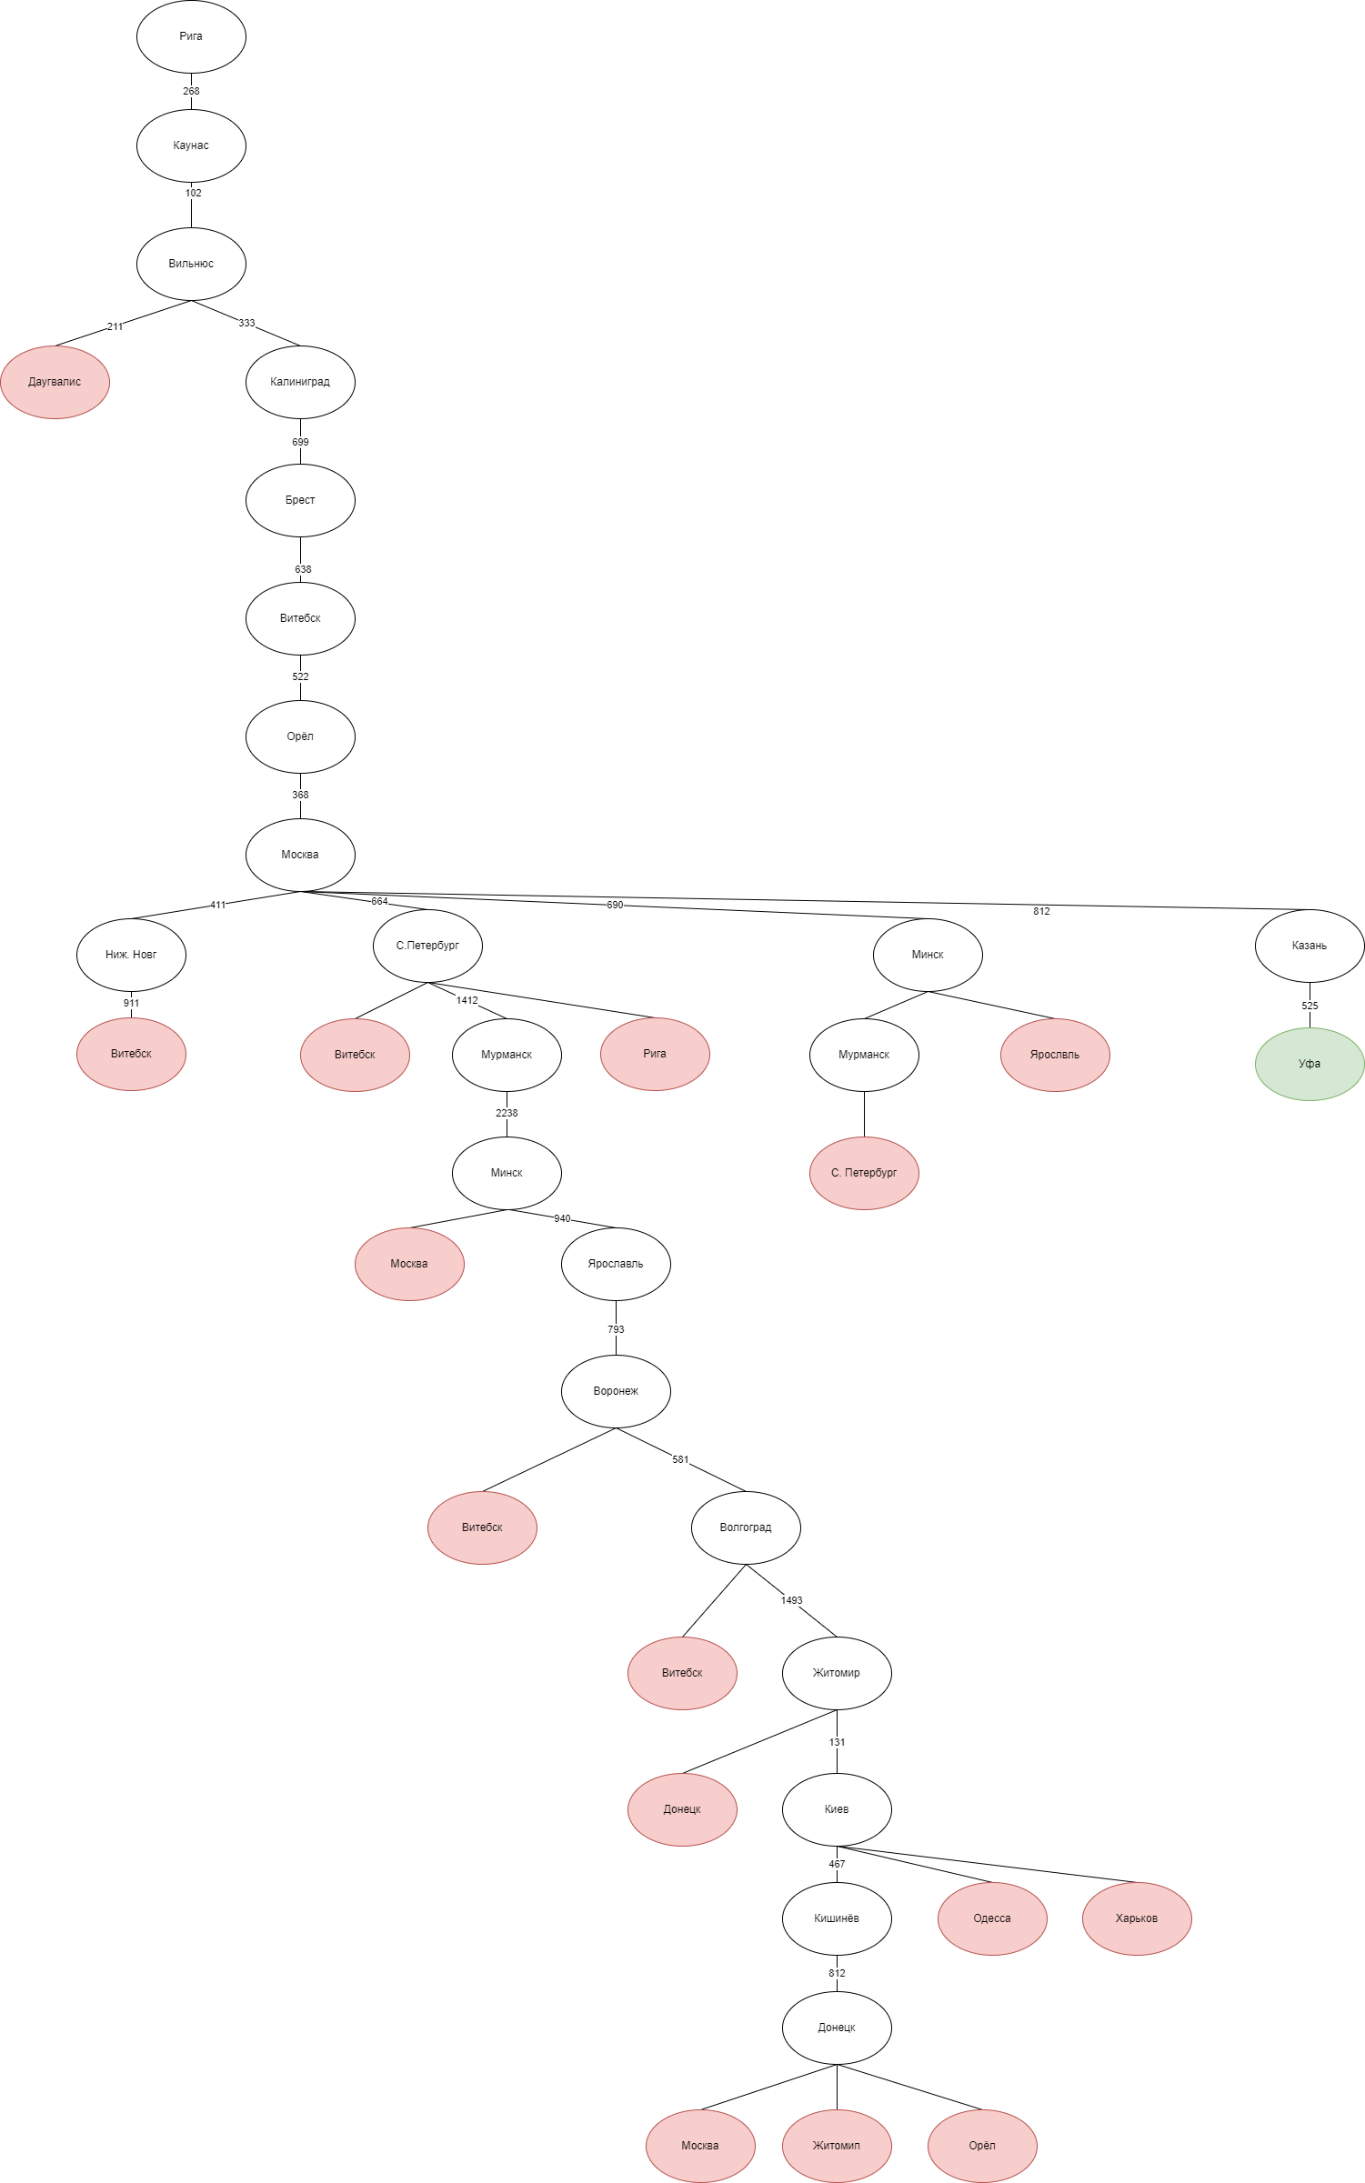 Рига
268
Каунас
102
Вильнюс
211
333
Даугвалис
Калиниград
699
Брест
638
Витебск
522
Орёл
368
Москва
411
664
690
812
Ниж. Новг
С.Петербург
Минск
Казань
911
1412
525
Витебск
Витебск
Мурманск
Рига
Мурманск
Ярослвль
Уфа
2238
Минск
С. Петербург
940
Москва
Ярославль
793
Воронеж
581
Витебск
Волгоград
1493
Витебск
Житомир
131
Донецк
Киев
467
Кишинёв
Одесса
Харьков
812
Донецк
Москва
Житомип
Орёл